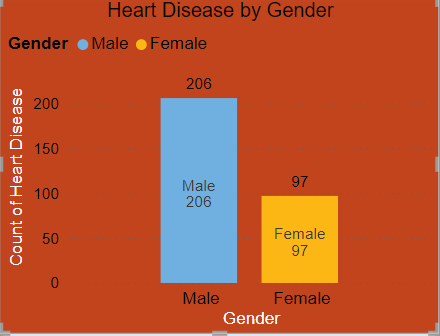 Heart Disease by Gender
Gender Male Female
Count of Heart Disease
200
150
100
50
0
206
Male
206
97
Female
97
Male Female
Gender